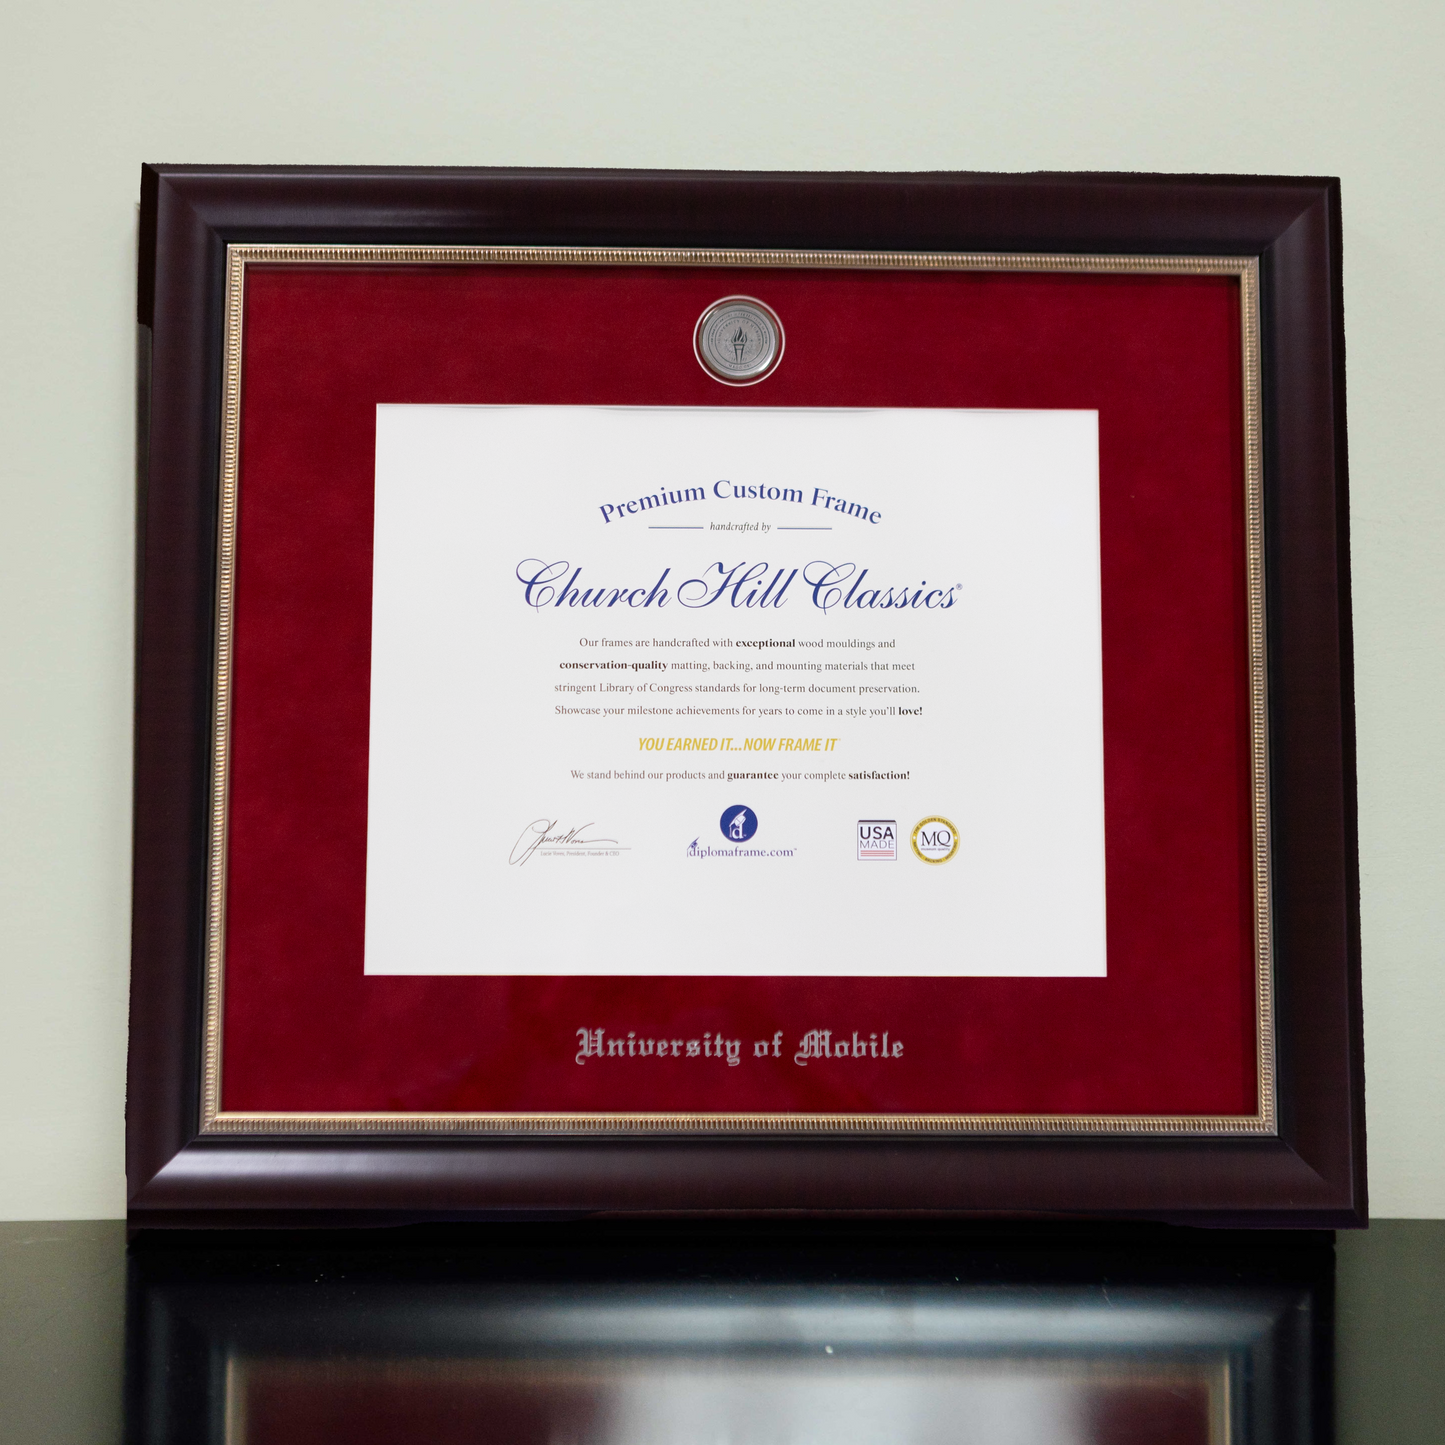 Premium Custom Frame
handcrafted by
Church Hill Classics®
Our frames are handcrafted with exceptional wood mouldings and
conservation-quality matting, backing, and mounting materials that meet
stringent Library of Congress standards for long-term document preservation.
Showcase your milestone achievements for years to come in a style you'll love!
YOU EARNED IT...NOW FRAME IT
We stand behind our products and guarantee your complete satisfaction!
d
diplomaframe.com
USA
MADE
MQ
University of Mobile